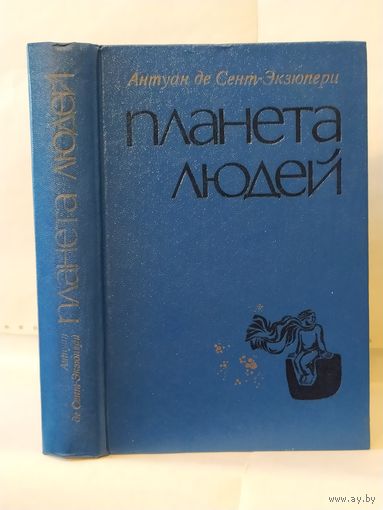 Антуан де Сент-Экзюпери
планета
людей
Антуан
де Сент-Экзюпери
планета людей
www.ay.by